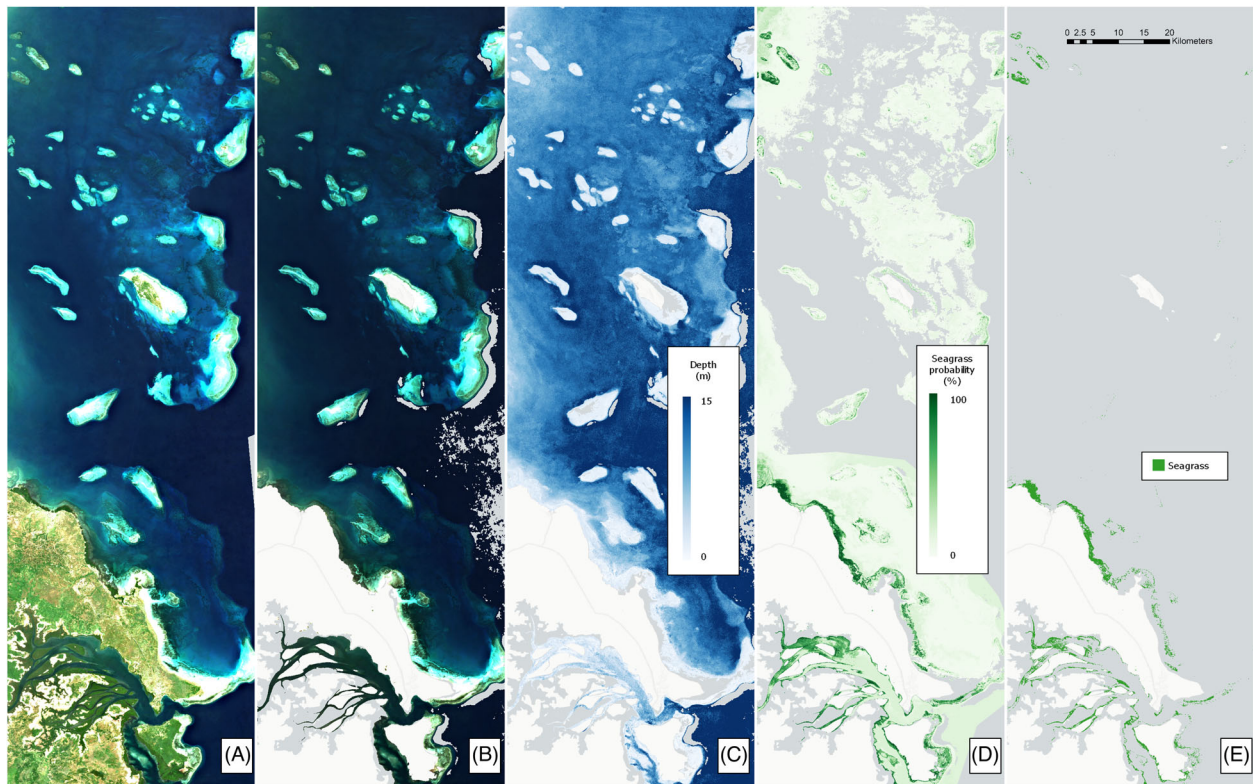 0 2.5 5 10 15 20
Kilometers
Depth
(m)
15
0
Seagrass
probability
(%)
100
0
Seagrass
(A)
(B)
(C)
(D)
(E)